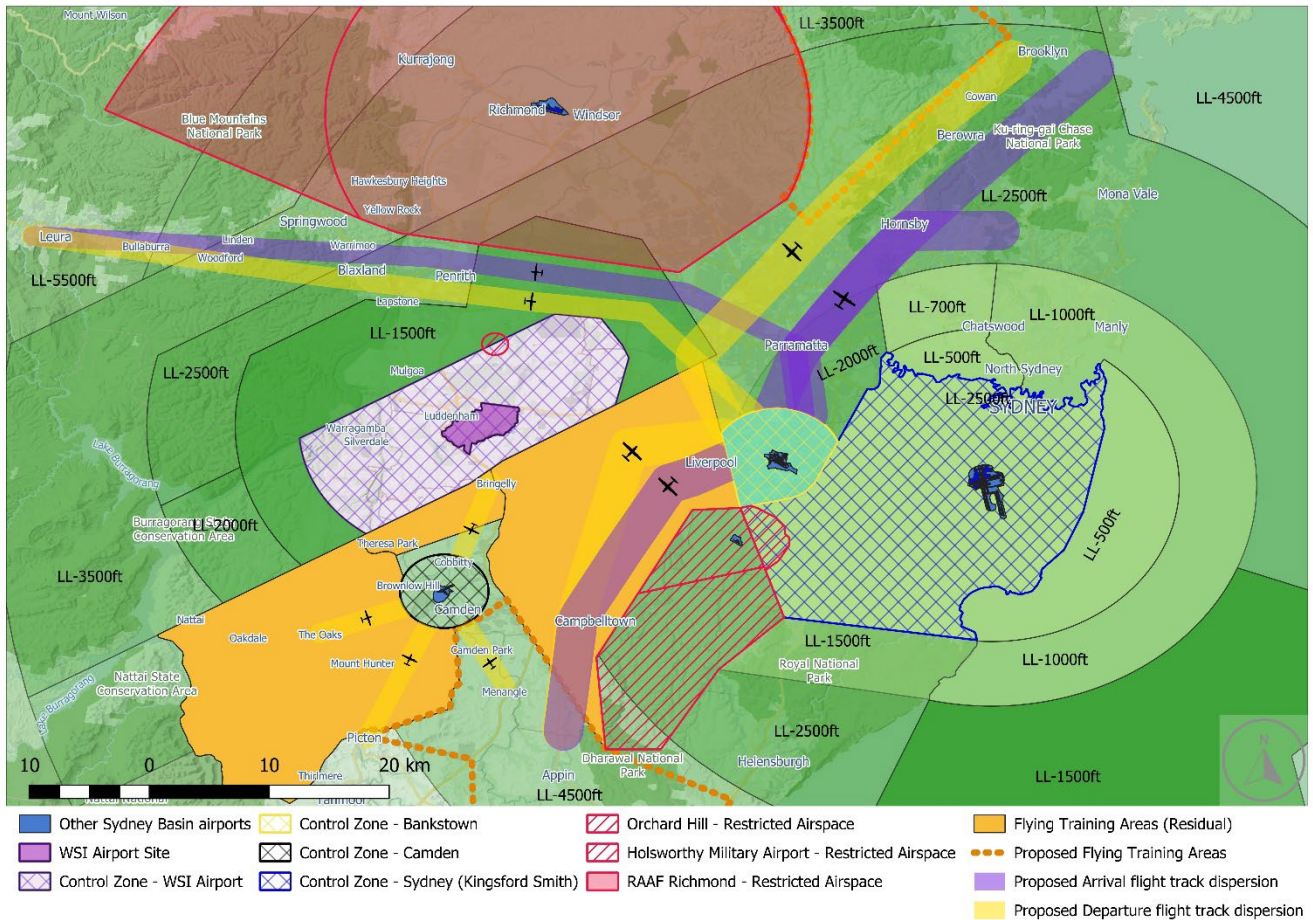 Mount Wilson
LL-3500ft
Brooklyn
Kurrajong
Cowan
LL-4500ft
Richmond
Windsor
Blue Mountains
National Park
Berowra
Ku-ring-gai Chase
National Park
Hawkesbury Heights
LL-2500ft
Mona Vale
Yellow Rock
Springwood
Hornsby
Leura
Bullaburra
Linden
Warrimoo
Woodford
Blaxland
Penrith
LL-5500ft
Lapstone
LL-700ft
LL-1000ft
Chatswood
Manly
LL-1500ft
Parramatta
LL-2000ft
LL-500ft
LL-2500ft
Mulgoa
North Sydney
LL-2500ft
SYDNEY
Luddenham
Warragamba
Silverdale
Lake Burragorang
Liverpool
Bringelly
Burragorang State
Conservation Area
LL-2000ft
LL-500ft
Theresa Park
LL-3500ft
Cobbitty
Brownlow Hill
Camden
Nattai
Oakdale
The Oaks
Campbelltown
LL-1500ft
Camden Park
Mount Hunter
Royal National
Park
LL-1000ft
Nattai State
Conservation Area
Menangle
Lake Burragorang
LL-2500ft
Picton
Dharawal National
Park
Helensburgh
N
10 0 10 20 km
Thirlmere
Appin
LL-1500ft
LL-4500ft
Other Sydney Basin airports
Control Zone - Bankstown
Orchard Hill - Restricted Airspace
Flying Training Areas (Residual)
WSI Airport Site
Control Zone - Camden
Holsworthy Military Airport - Restricted Airspace
Proposed Flying Training Areas
Control Zone - WSI Airport
Control Zone - Sydney (Kingsford Smith)
RAAF Richmond - Restricted Airspace
Proposed Arrival flight track dispersion
Proposed Departure flight track dispersion